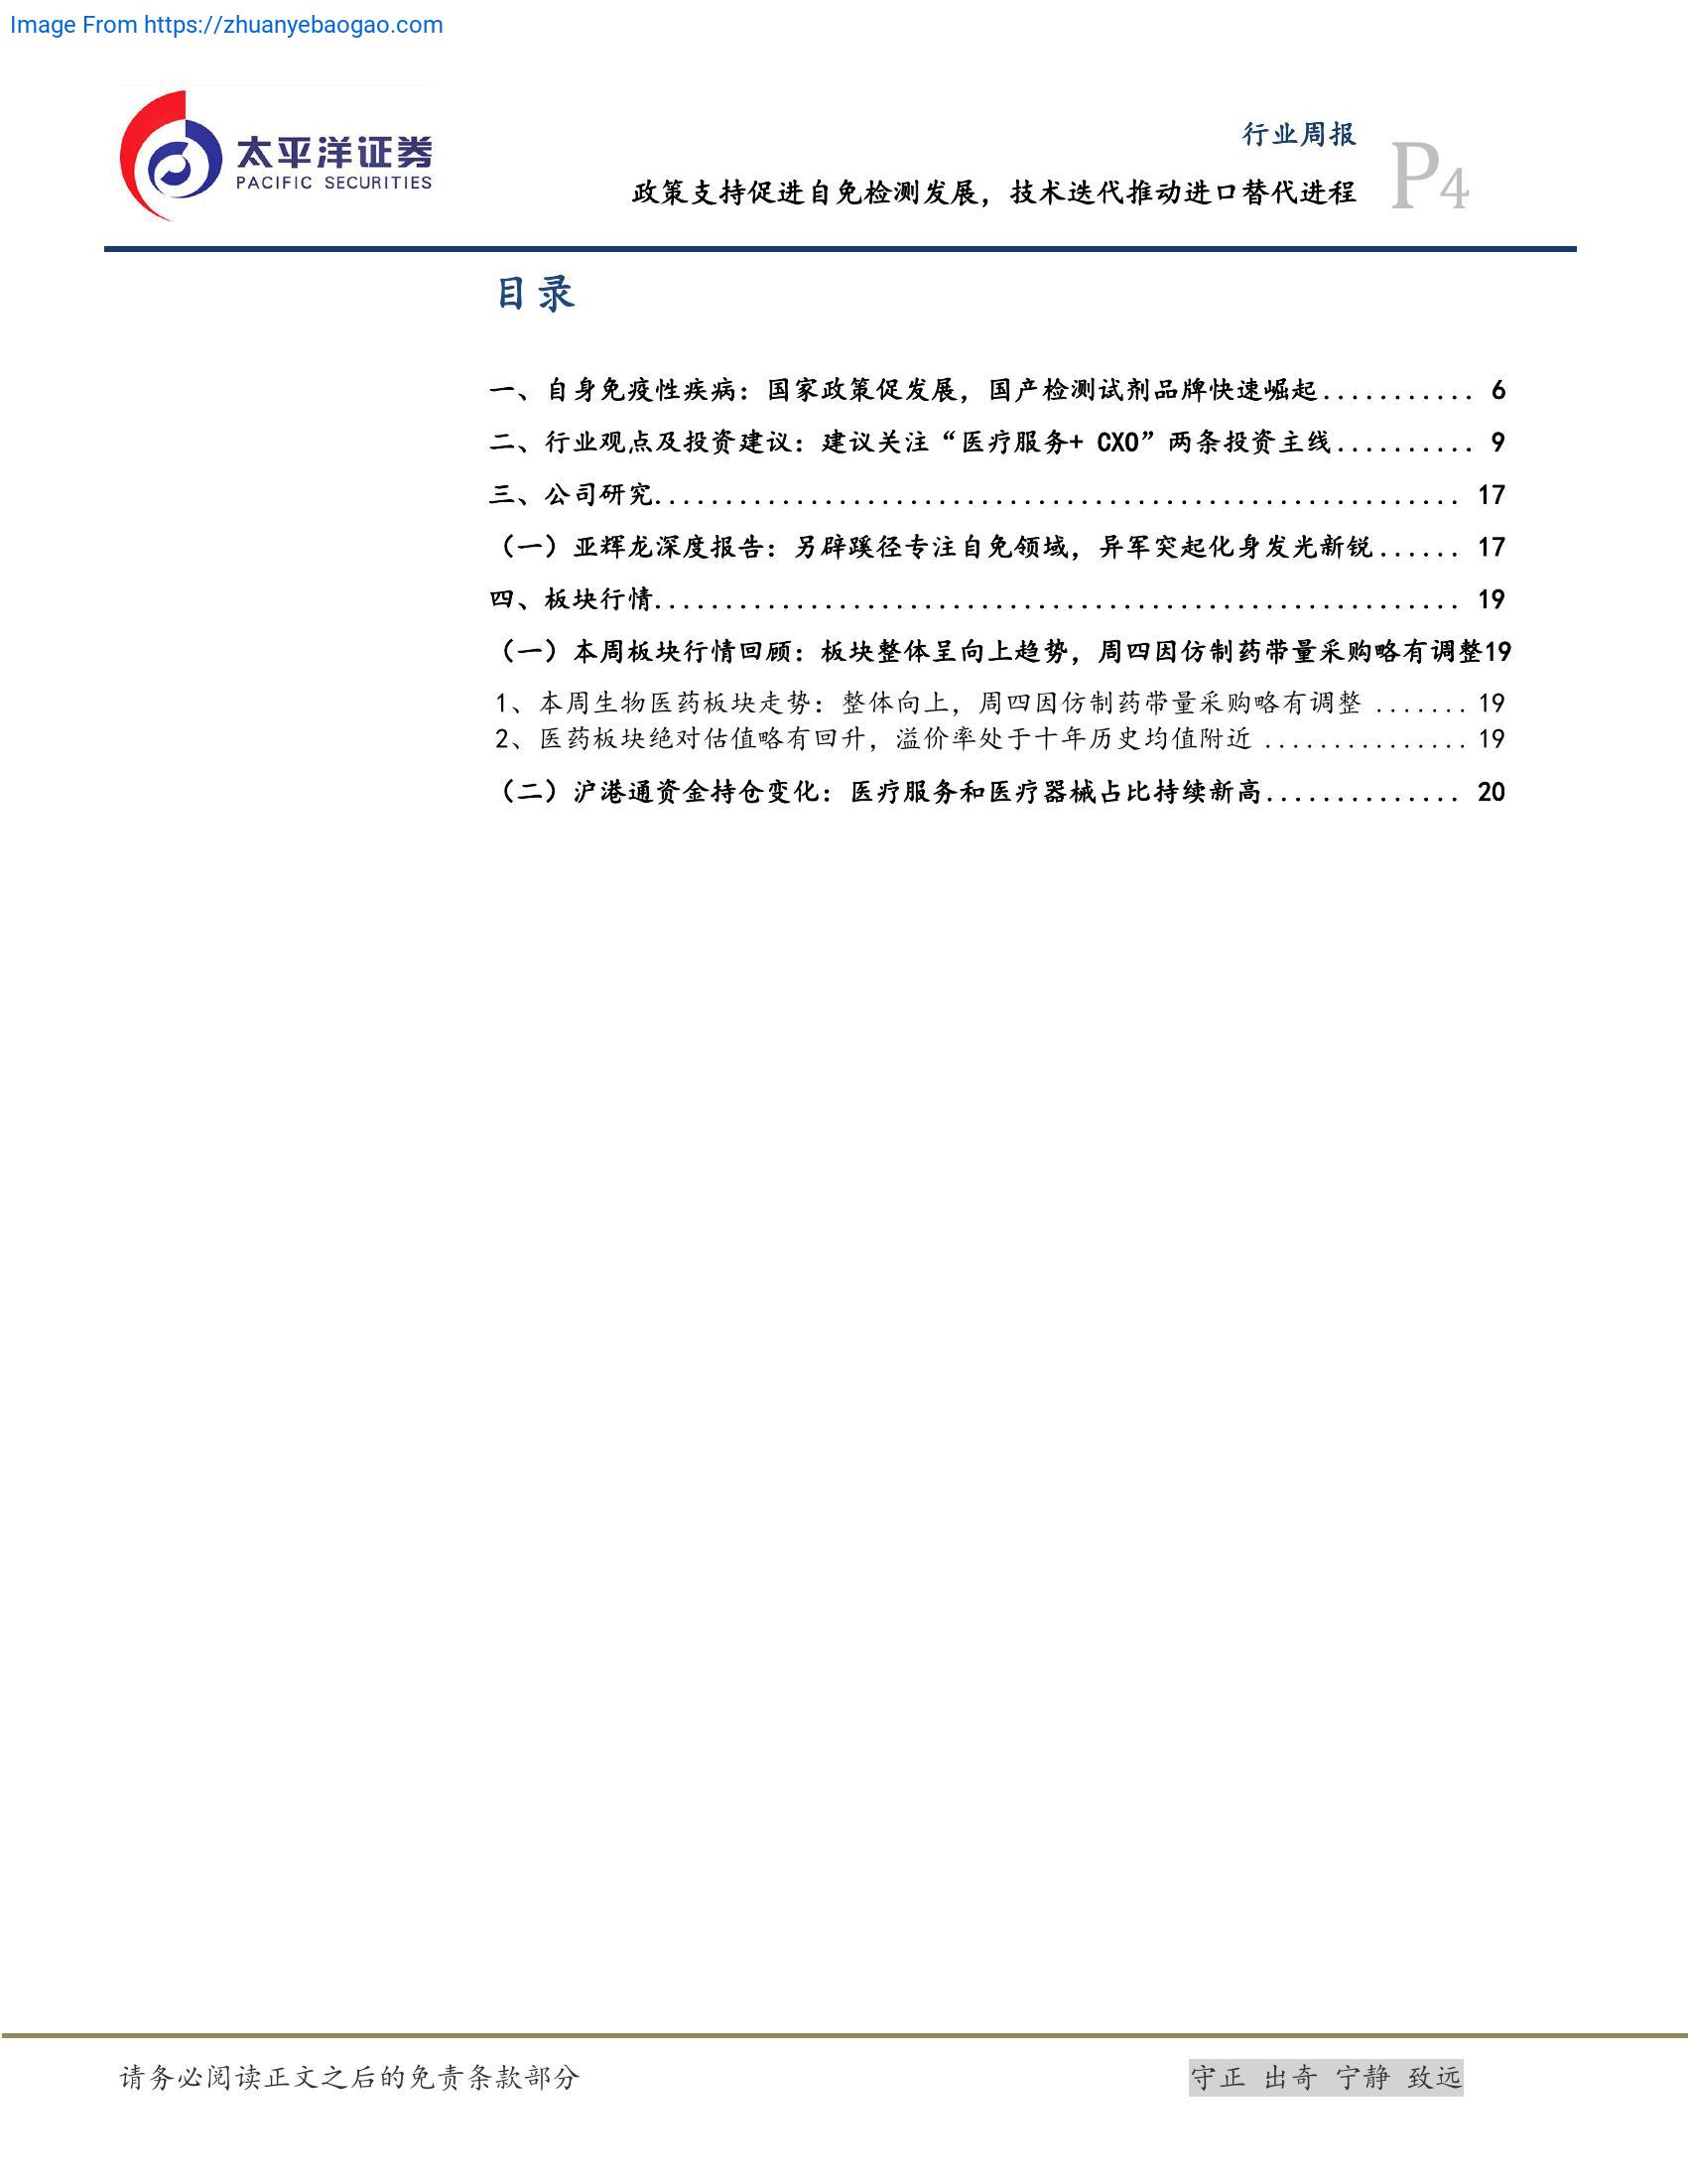 Image From https://zhuanyebaogao.com
太平洋证券
PACIFIC SECURITIES
行业周报
政策支持促进自免检测发展，技术迭代推动进口替代进程
P4
目录
一、自身免疫性疾病：国家政策促发展，国产检测试剂品牌快速崛起........... 6
二、行业观点及投资建议：建议关注“医疗服务+ CXO”两条投资主线.......... 9
三、公司研究......................................................... 17
（一）亚辉龙深度报告：另辟蹊径专注自免领域，异军突起化身发光新锐...... 17
四、板块行情......................................................... 19
（一）本周板块行情回顾：板块整体呈向上趋势，周四因仿制药带量采购略有调整19
1、本周生物医药板块走势：整体向上，周四因仿制药带量采购略有调整 ....... 19
2、医药板块绝对估值略有回升，溢价率处于十年历史均值附近 ............... 19
（二）沪港通资金持仓变化：医疗服务和医疗器械占比持续新高.............. 20
请务必阅读正文之后的免责条款部分
守正 出奇 宁静 致远